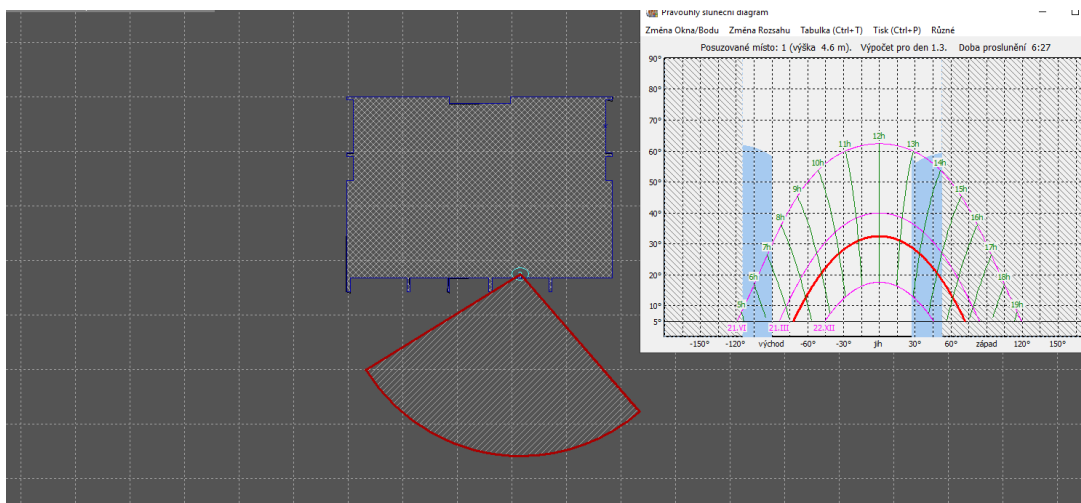 Pravoúhlý sluneční diagram
Změna Okna/Bodu Změna Rozsahu Tabulka (Ctrl+T) Tisk (Ctrl+P) Různé
Posuzované místo: 1 (výška 4.6 m). Výpočet pro den 1.3. Doba proslunění 6:27
90°
80°
70°
60°
50°
40°
30°
20°
10°
5°
5h
6h
7h
8h
9h
10h
11h
12h
13h
14h
15h
16h
17h
18h
19h
21.VI 21.III 22.XII
-150° -120° východ -60° -30° jih 30° 60° západ 120° 150°